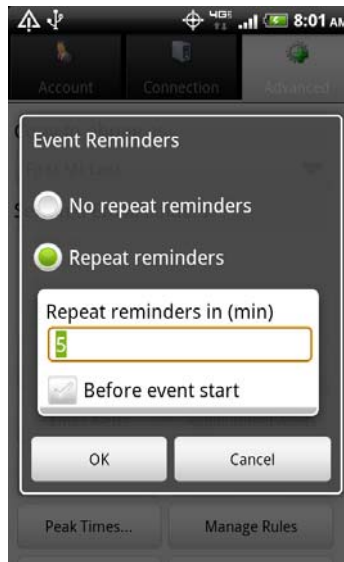 4G
8:01 AM
Account Connection Advanced
Event Reminders
No repeat reminders
Repeat reminders
Repeat reminders in (min)
5
Before event start
OK Cancel
Peak Times... Manage Rules